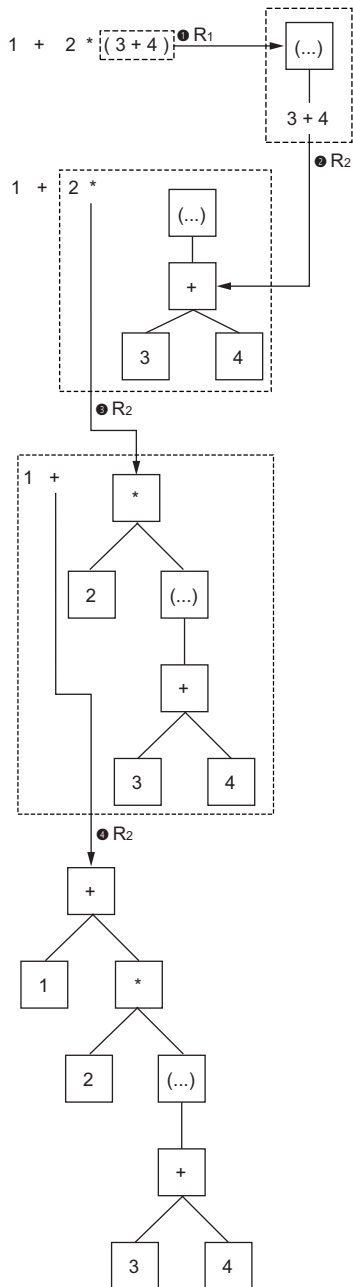 1 + 2 * ( 3 + 4 ) ❶ R1 (...)
3 + 4
❷ R2
1 + 2 *
(...)
+
3 4
❸ R2
1 +
*
2 (...)
+
3 4
❹ R2
+
1 *
2 (...)
+
3 4